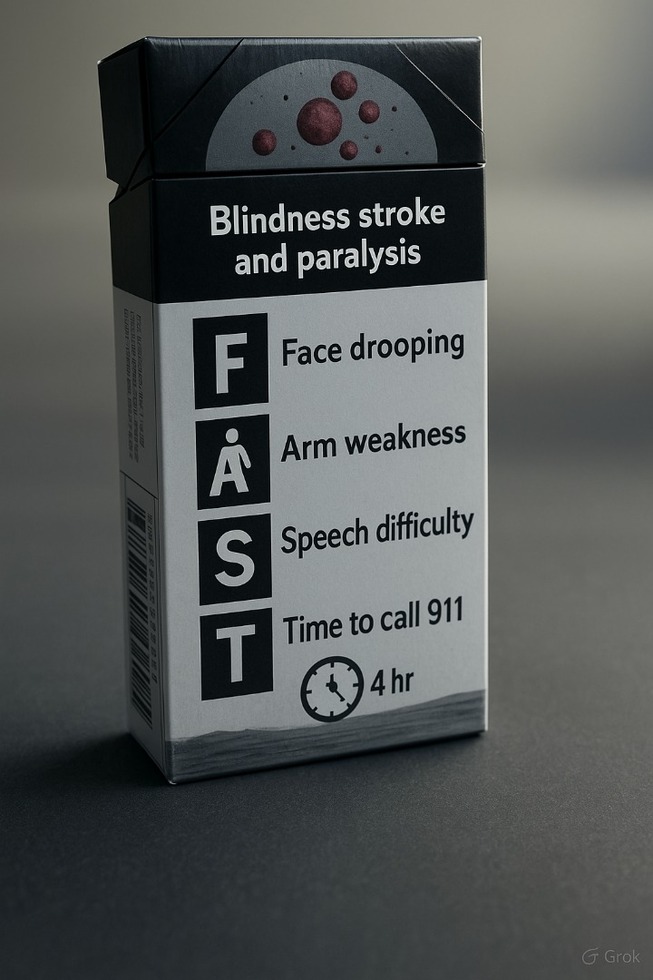 Blindness stroke
and paralysis
F
Face drooping
A
Arm weakness
S
Speech difficulty
T
Time to call 911
4 hr
Grok